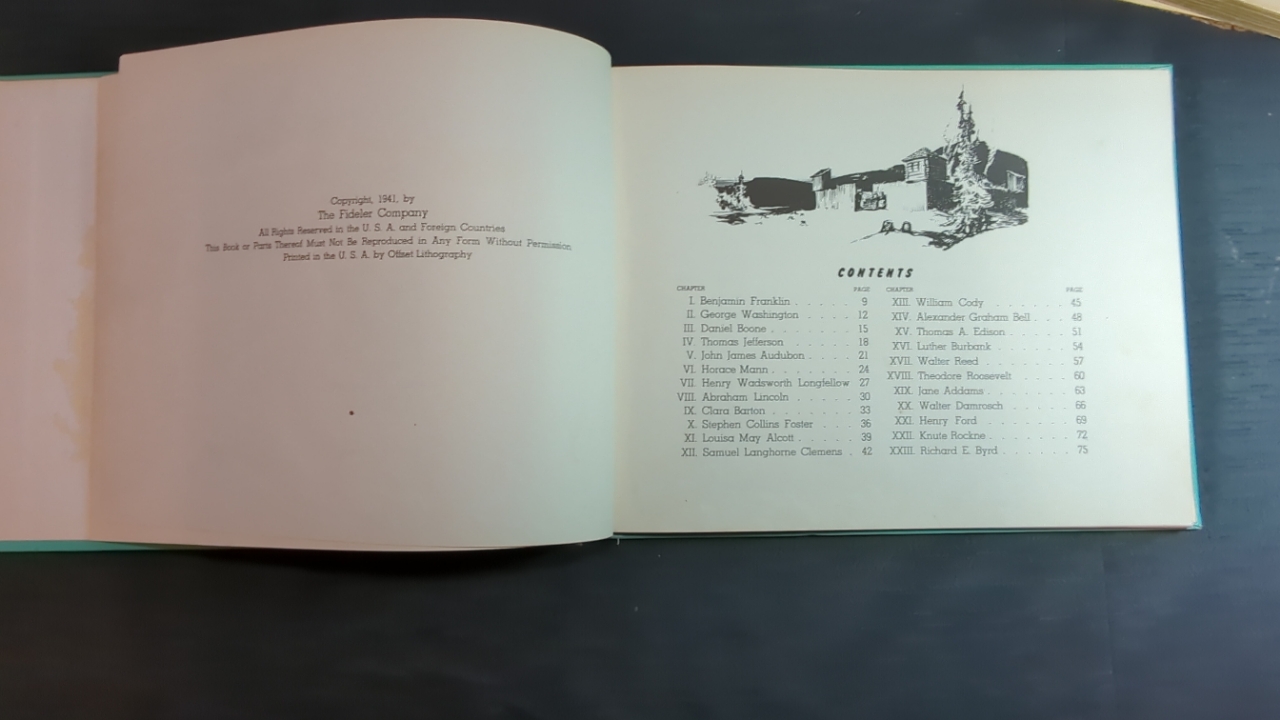 Copyright, 1941, by
The Fideler Company
All Rights Reserved in the U. S. A. and Foreign Countries
This Book or Parts Thereof Must Not Be Reproduced in Any Form Without Permission
Printed in the U. S. A. by Offset Lithography
CONTENTS
CHAPTER PAGE
I. Benjamin Franklin . . . . . 9
II. George Washington . . . . 12
III. Daniel Boone . . . . . . . 15
IV. Thomas Jefferson . . . . . 18
V. John James Audubon . . . . 21
VI. Horace Mann . . . . . . . 24
VII. Henry Wadsworth Longfellow 27
VIII. Abraham Lincoln . . . . . 30
IX. Clara Barton . . . . . . . 33
X. Stephen Collins Foster . . . 36
XI. Louisa May Alcott . . . . . 39
XII. Samuel Langhorne Clemens . 42
CHAPTER PAGE
XIII. William Cody . . . . . . 45
XIV. Alexander Graham Bell . . . 48
XV. Thomas A. Edison . . . . . 51
XVI. Luther Burbank . . . . . . 54
XVII. Walter Reed . . . . . . . 57
XVIII. Theodore Roosevelt . . . . 60
XIX. Jane Addams . . . . . . . 63
XX. Walter Damrosch . . . . . 66
XXI. Henry Ford . . . . . . . 69
XXII. Knute Rockne . . . . . . 72
XXIII. Richard E. Byrd . . . . . . 75